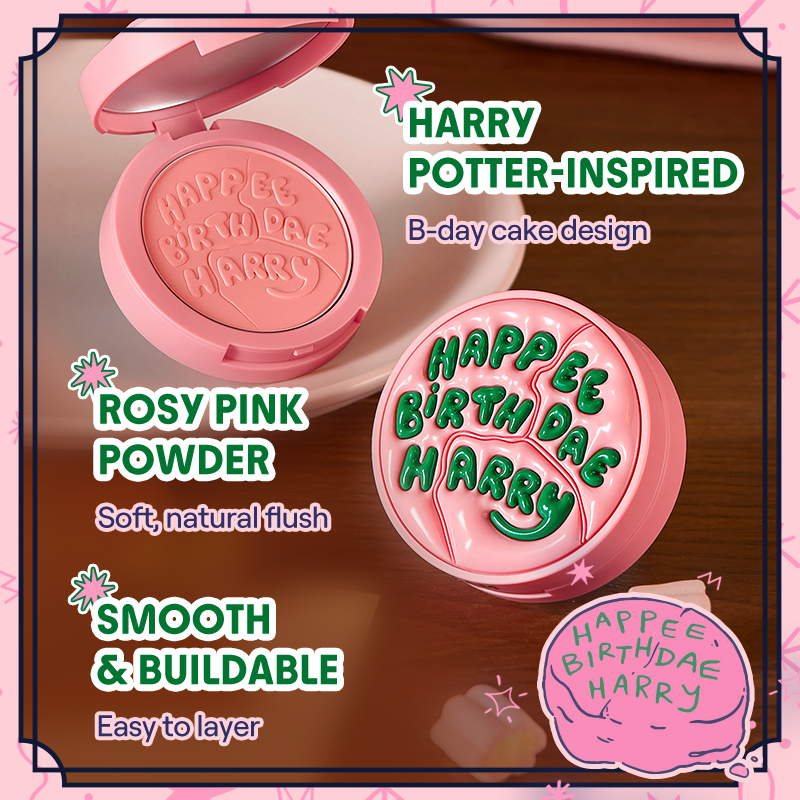 HARRY
POTTER-INSPIRED
B-day cake design
HAPPEE
BIRTHDAE
HARRY
ROSY PINK
POWDER
Soft, natural flush
HAPPEE
BiRTHDAE
HARRY
SMOOTH
& BUILDABLE
Easy to layer
HAPPEE
BIRTHDAE
HARRY